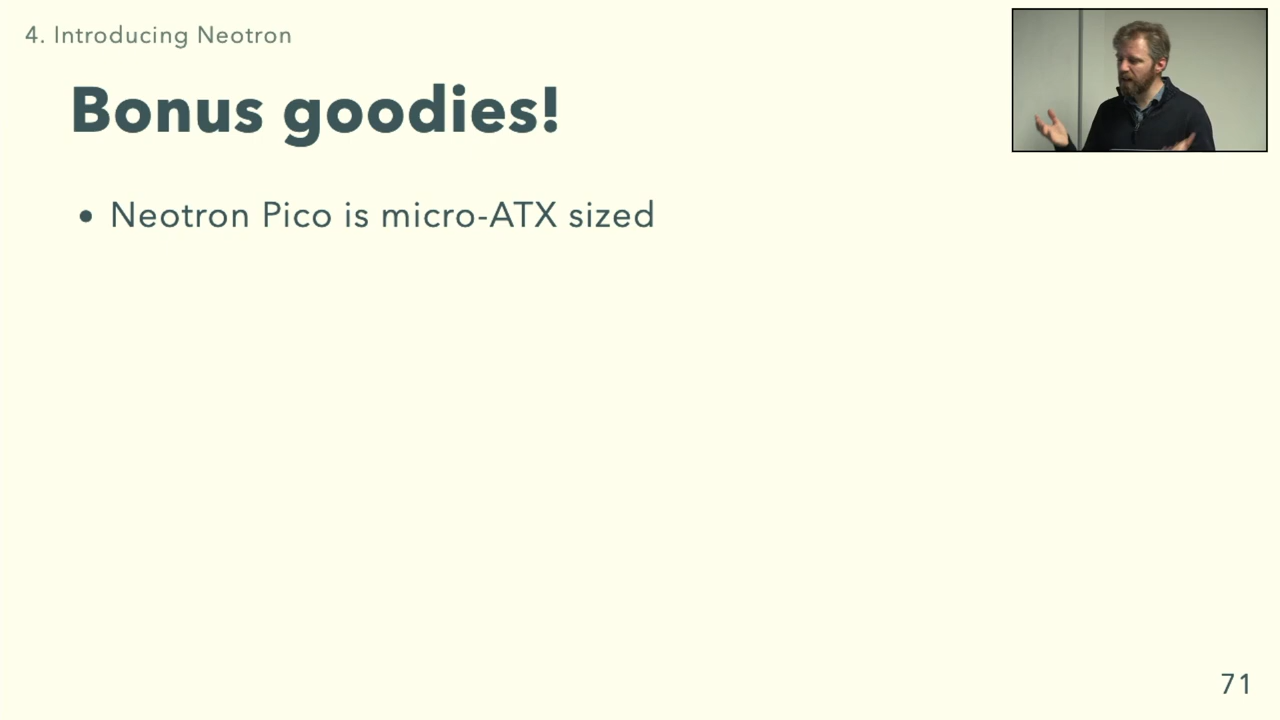 4. Introducing Neotron
Bonus goodies!
• Neotron Pico is micro-ATX sized
71